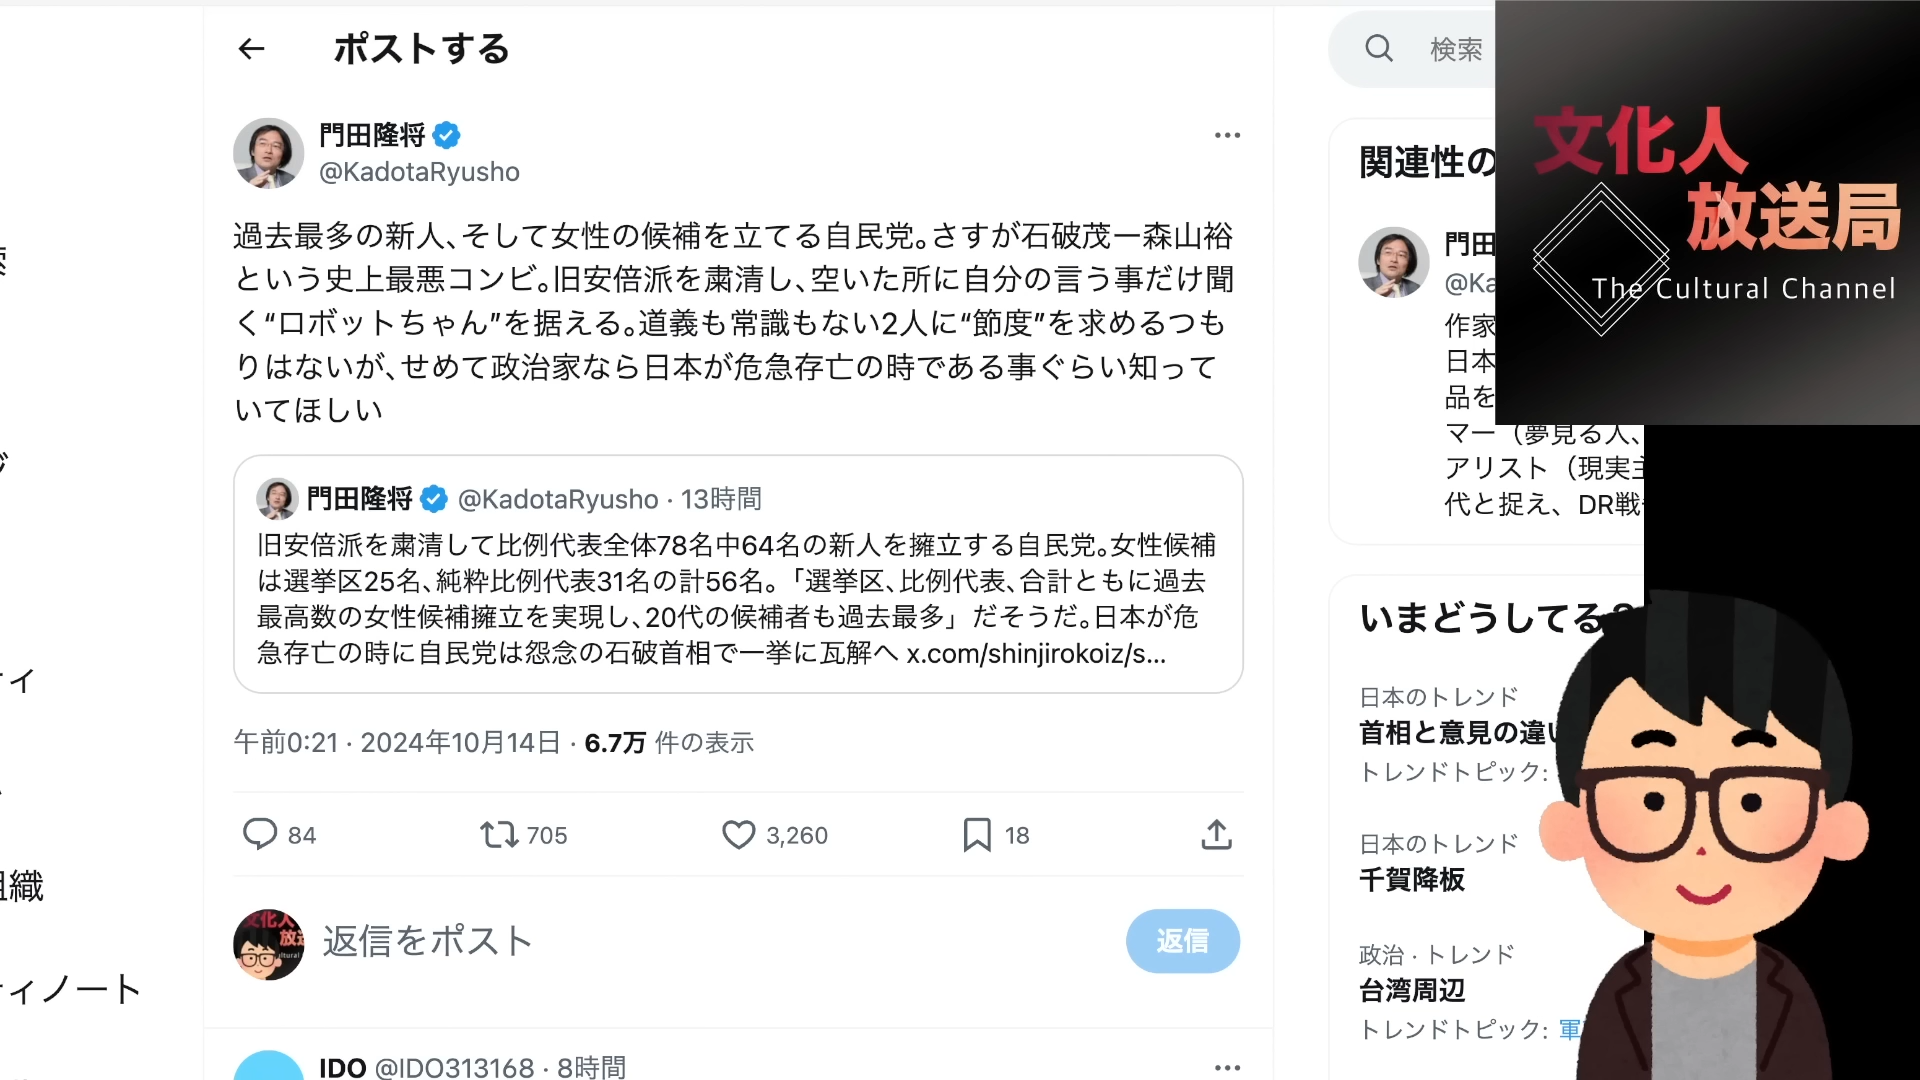 ポストする
検索
門田隆将
@KadotaRyusho
過去最多の新人、そして女性の候補を立てる自民党。さすが石破茂ー森山裕
という史上最悪コンビ。旧安倍派を粛清し、空いた所に自分の言う事だけ聞
く“ロボットちゃん”を据える。道義も常識もない2人に“節度”を求めるつも
りはないが、せめて政治家なら日本が危急存亡の時である事ぐらい知って
いてほしい
門田隆将 @KadotaRyusho · 13時間
旧安倍派を粛清して比例代表全体78名中64名の新人を擁立する自民党。女性候補
は選挙区25名、純粋比例代表31名の計56名。「選挙区、比例代表、合計ともに過去
最高数の女性候補擁立を実現し、20代の候補者も過去最多」だそうだ。日本が危
急存亡の時に自民党は怨念の石破首相で一挙に瓦解へ x.com/shinjirokoiz/s...
午前0:21 · 2024年10月14日 · 6.7万 件の表示
84
705
3,260
18
返信をポスト
返信
IDO @IDO313168 · 8時間
ィ
組織
ィノート
関連性の
門田
@Ka
作家
日本
品を
マー（夢見る人、
アリスト（現実主
代と捉え、DR戦
いまどうしてる？
日本のトレンド
首相と意見の違い
トレンドトピック:
日本のトレンド
千賀降板
政治 · トレンド
台湾周辺
トレンドトピック: 軍
文化人
放送局
The Cultural Channel